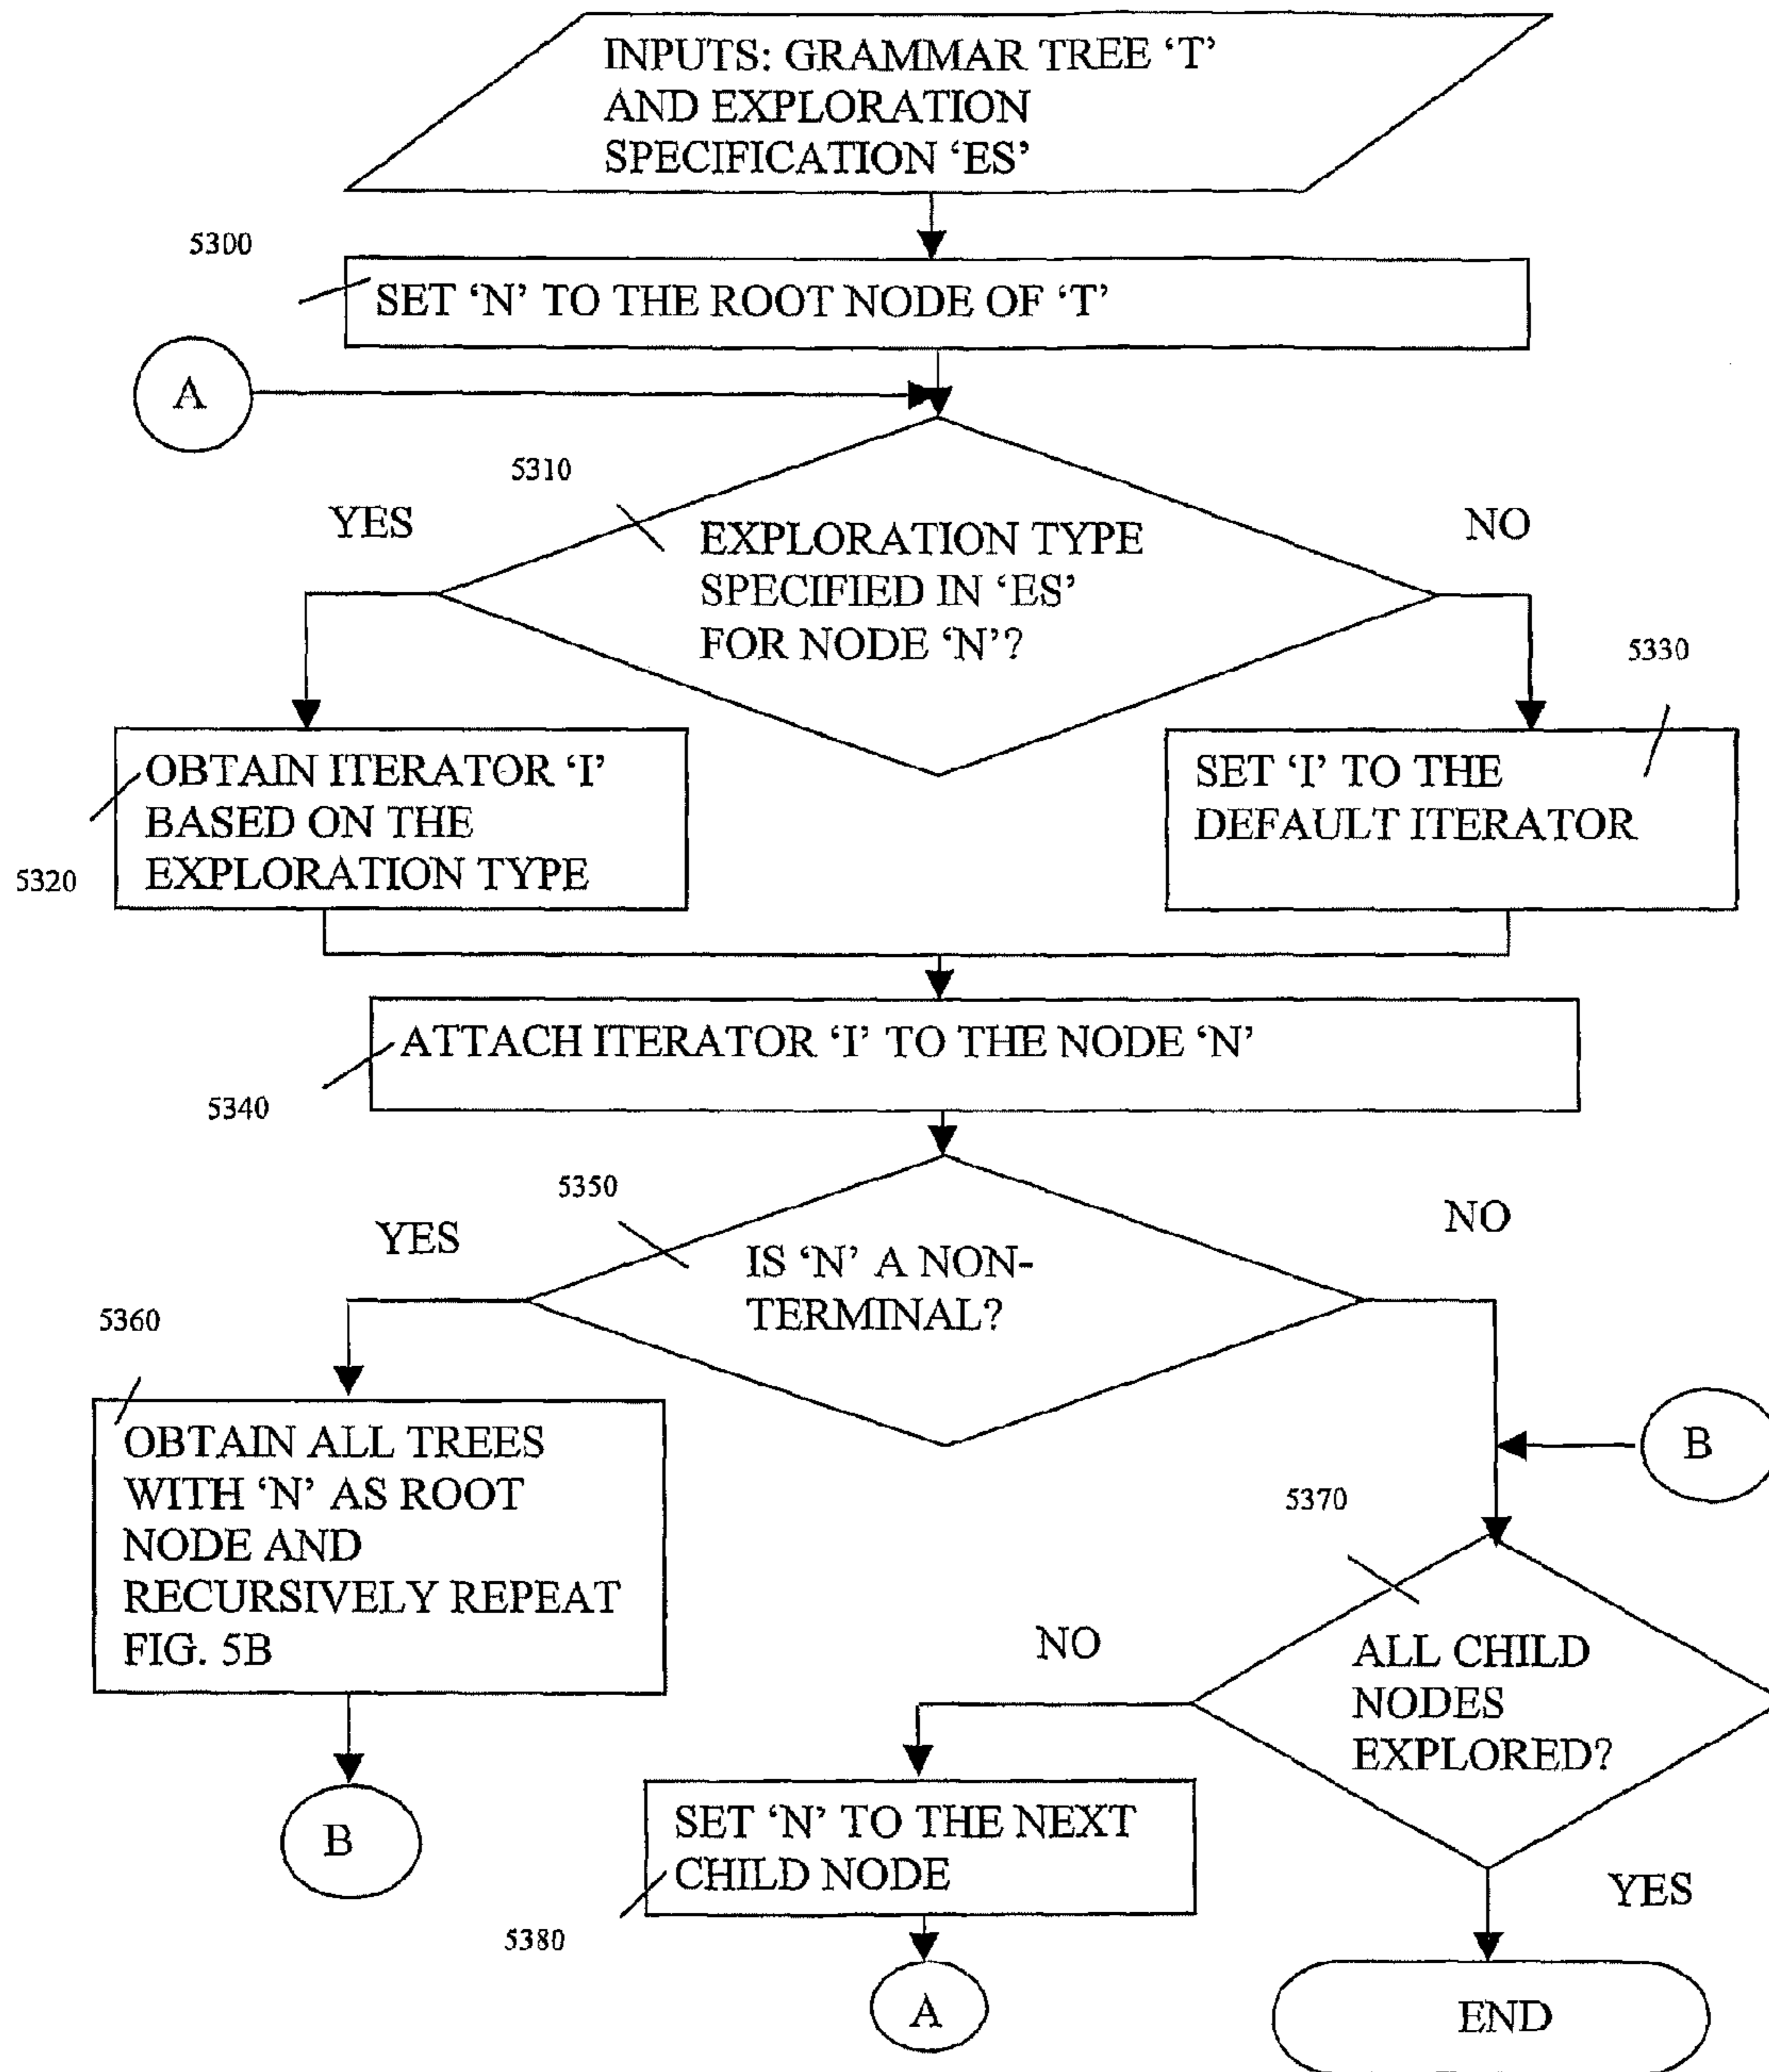 INPUTS: GRAMMAR TREE ‘T’
AND EXPLORATION
SPECIFICATION ‘ES’
5300
SET ‘N’ TO THE ROOT NODE OF ‘T’
A
5310
YES
NO
EXPLORATION TYPE
SPECIFIED IN ‘ES’
FOR NODE ‘N’?
5330
OBTAIN ITERATOR ‘I’
BASED ON THE
EXPLORATION TYPE
5320
SET ‘I’ TO THE
DEFAULT ITERATOR
ATTACH ITERATOR ‘I’ TO THE NODE ‘N’
5340
5350
YES
NO
IS ‘N’ A NON-
TERMINAL?
5360
OBTAIN ALL TREES
WITH ‘N’ AS ROOT
NODE AND
RECURSIVELY REPEAT
FIG. 5B
B
5370
NO
ALL CHILD
NODES
EXPLORED?
B
SET ‘N’ TO THE NEXT
CHILD NODE
5380
YES
A
END